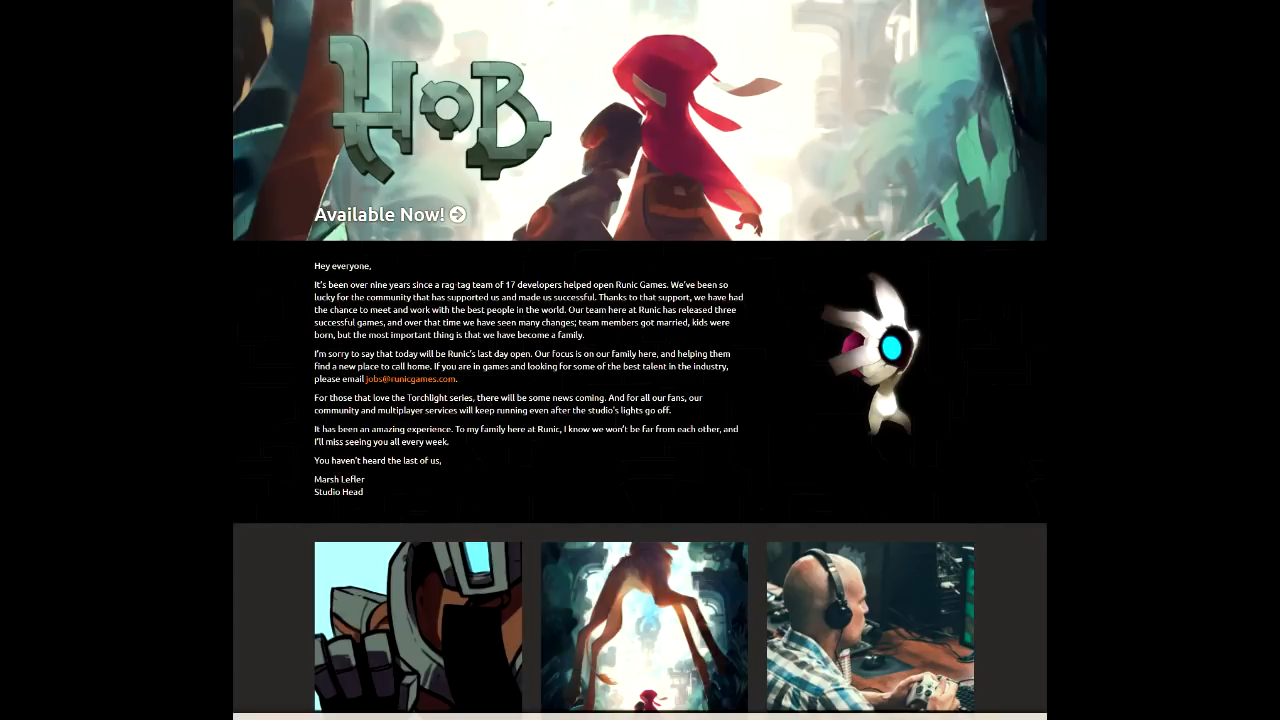 HOB
Available Now!
Hey everyone,
It's been over nine years since a rag-tag team of 17 developers helped open Runic Games. We've been so
lucky for the community that has supported us and made us successful. Thanks to that support, we have had
the chance to meet and work with the best people in the world. Our team here at Runic has released three
successful games, and over that time we have seen many changes; team members got married, kids were
born, but the most important thing is that we have become a family.
I'm sorry to say that today will be Runic's last day open. Our focus is on our family here, and helping them
find a new place to call home. If you are in games and looking for some of the best talent in the industry,
please email jobs@runicgames.com.
For those that love the Torchlight series, there will be some news coming. And for all our fans, our
community and multiplayer services will keep running even after the studio's lights go off.
It has been an amazing experience. To my family here at Runic, I know we won't be far from each other, and
I'll miss seeing you all every week.
You haven't heard the last of us,
Marsh Lefler
Studio Head